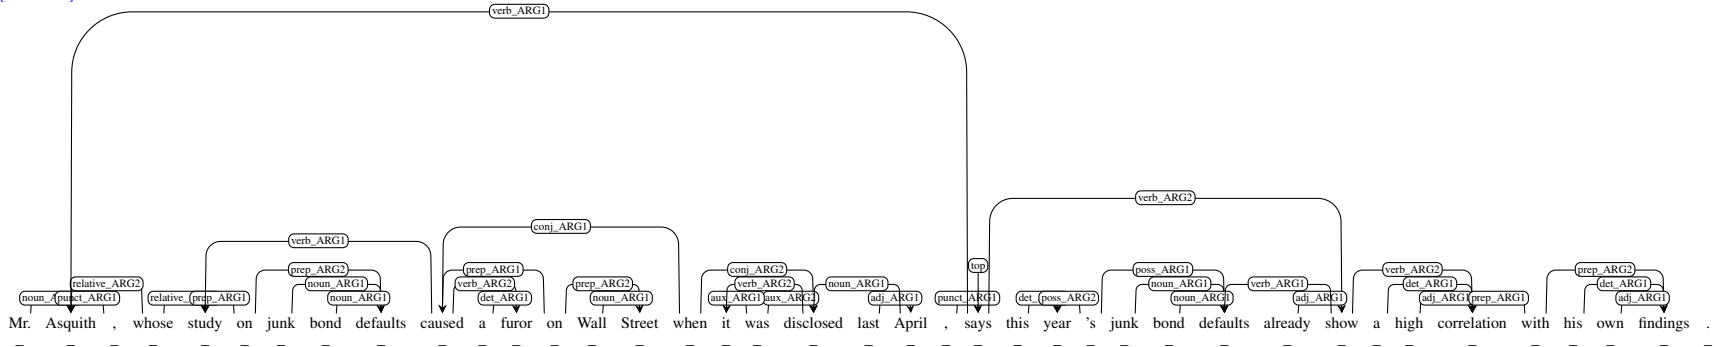 verb_ARG1
verb_ARG2
conj_ARG1
verb_ARG1
top
prep_ARG2 prep_ARG1 conj_ARG2 poss_ARG1 verb_ARG2 prep_ARG2
relative_ARG2 noun_ARG1 verb_ARG2 verb_ARG2 noun_ARG1 noun_ARG1 verb_ARG1 det_ARG1 det_ARG1
prep_ARG2
punct_ARG1 prep_ARG1 noun_ARG1 det_ARG1 noun_ARG1 aux_ARG1 aux_ARG2 adj_ARG1 punct_ARG1 det_ poss_ARG2 noun_ARG1 adj_ARG1 adj_ARG1 prep_ARG1 adj_ARG1
Mr. Asquith , whose study on junk bond defaults caused a furor on Wall Street when it was disclosed last April , says this year 's junk bond defaults already show a high correlation with his own findings .